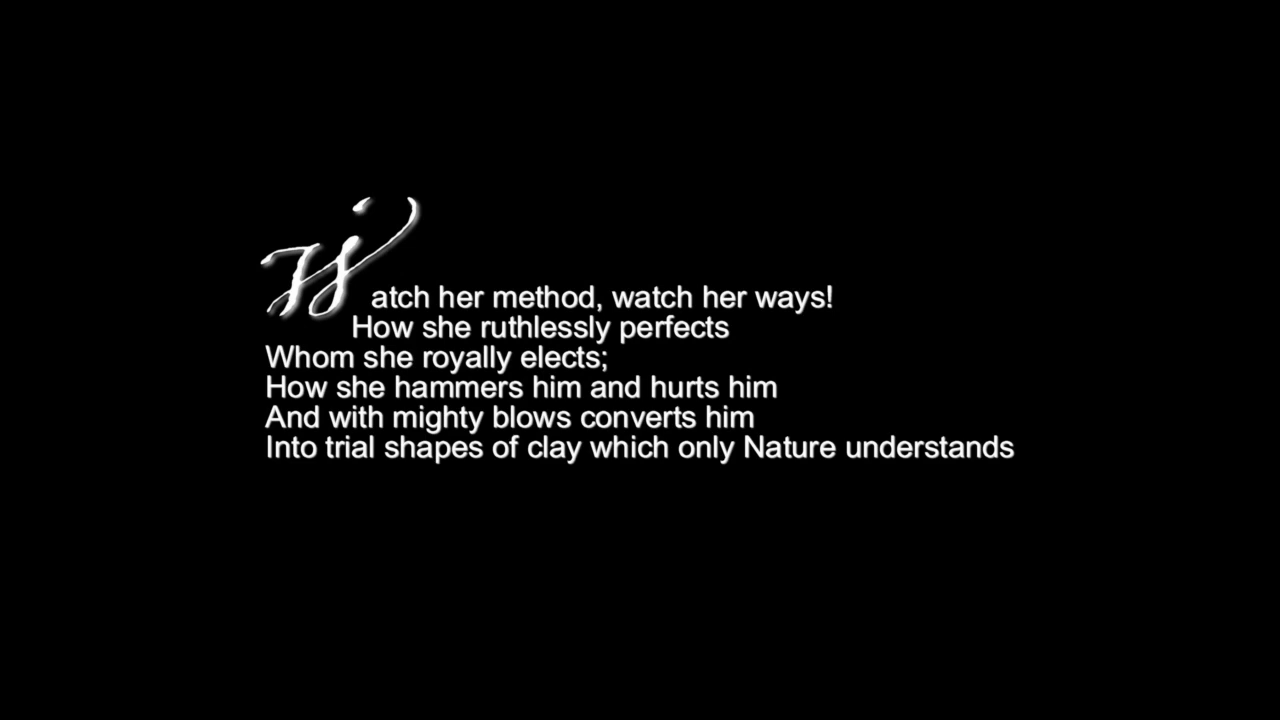 Watch her method, watch her ways!
How she ruthlessly perfects
Whom she royally elects;
How she hammers him and hurts him
And with mighty blows converts him
Into trial shapes of clay which only Nature understands